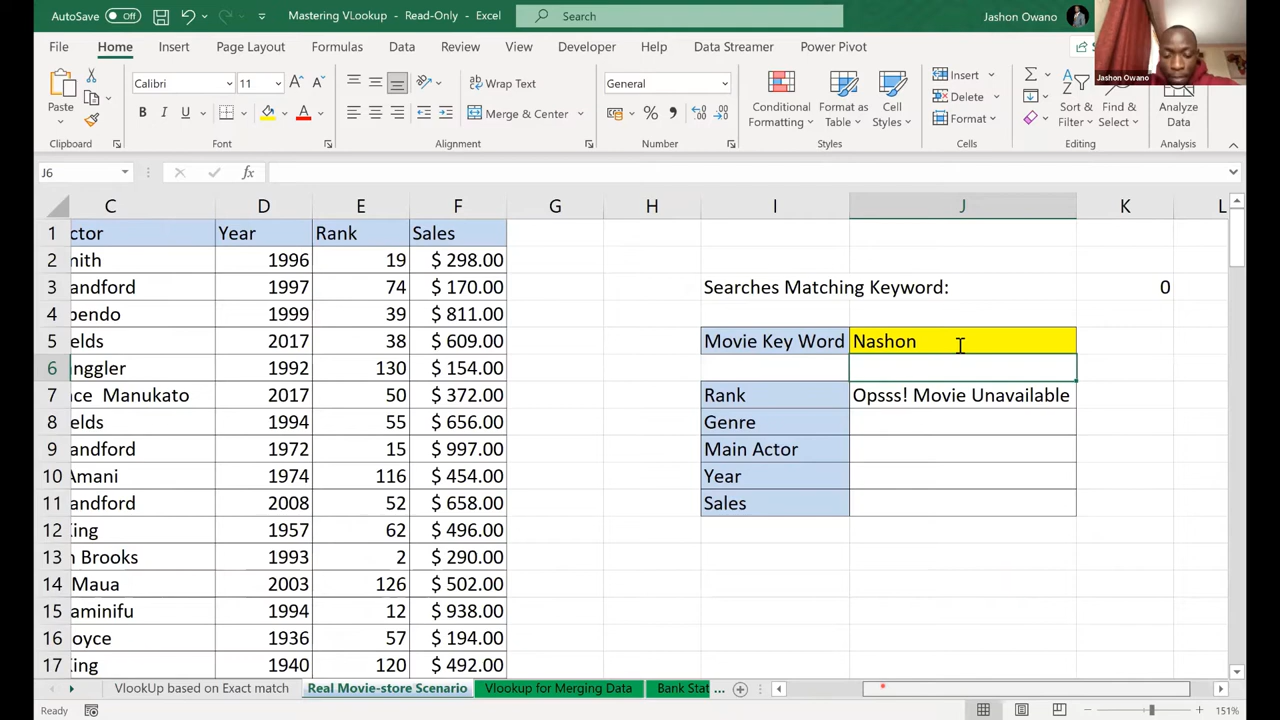 AutoSave Off Mastering VLookup - Read-Only - Excel Search Jashon Owano
File Home Insert Page Layout Formulas Data Review View Developer Help Data Streamer Power Pivot
Jashon Owano
Paste
Calibri 11
Wrap Text
Merge & Center
General
Conditional Formatting
Format as Table
Cell Styles
Insert
Delete
Format
Sort & Filter
Find & Select
Analyze Data
Clipboard Font Alignment Number Styles Cells Editing Analysis
J6 fx
C D E F G H I J K L
1 ctor Year Rank Sales
2 nith 1996 19 $ 298.00
3 andford 1997 74 $ 170.00 Searches Matching Keyword: 0
4 pendo 1999 39 $ 811.00
5 elds 2017 38 $ 609.00 Movie Key Word Nashon
6 nggler 1992 130 $ 154.00
7 nce Manukato 2017 50 $ 372.00 Rank Opsss! Movie Unavailable
8 elds 1994 55 $ 656.00 Genre
9 andford 1972 15 $ 997.00 Main Actor
10 Amani 1974 116 $ 454.00 Year
11 andford 2008 52 $ 658.00 Sales
12 King 1957 62 $ 496.00
13 n Brooks 1993 2 $ 290.00
14 Maua 2003 126 $ 502.00
15 aminifu 1994 12 $ 938.00
16 oyce 1936 57 $ 194.00
17 King 1940 120 $ 492.00
VlookUp based on Exact match Real Movie-store Scenario Vlookup for Merging Data Bank Stat ...
Ready 151%